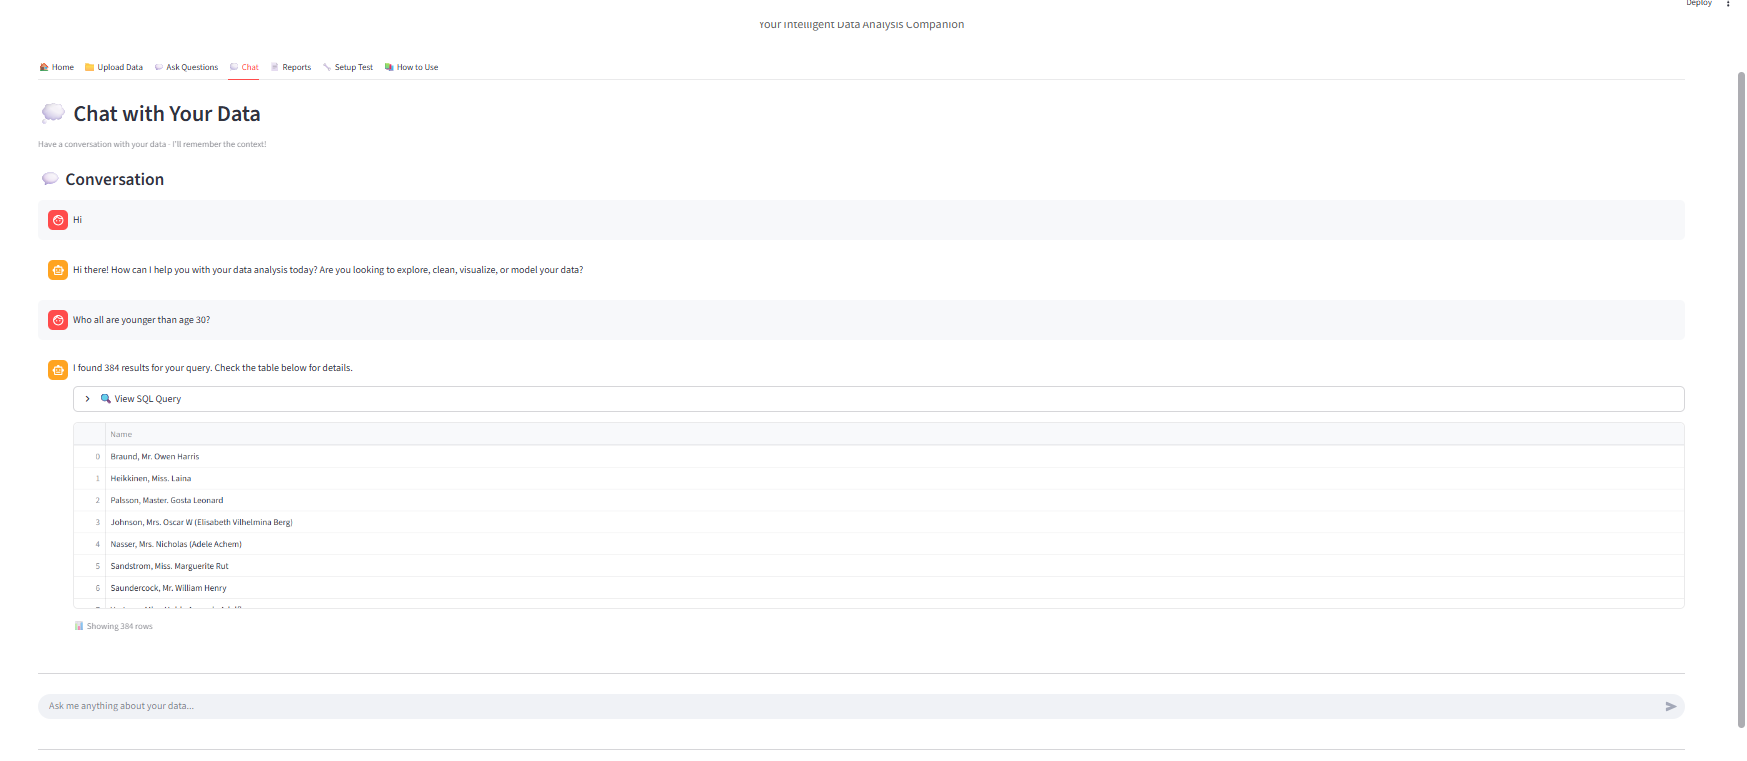 Deploy
Your Intelligent Data Analysis Companion
Home Upload Data Ask Questions Chat Reports Setup Test How to Use
Chat with Your Data
Have a conversation with your data - I'll remember the context!
Conversation
Hi
Hi there! How can I help you with your data analysis today? Are you looking to explore, clean, visualize, or model your data?
Who all are younger than age 30?
I found 384 results for your query. Check the table below for details.
View SQL Query
Name
0 Braund, Mr. Owen Harris
1 Heikkinen, Miss. Laina
2 Palsson, Master. Gosta Leonard
3 Johnson, Mrs. Oscar W (Elisabeth Vilhelmina Berg)
4 Nasser, Mrs. Nicholas (Adele Achem)
5 Sandstrom, Miss. Marguerite Rut
6 Saundercock, Mr. William Henry
Showing 384 rows
Ask me anything about your data...